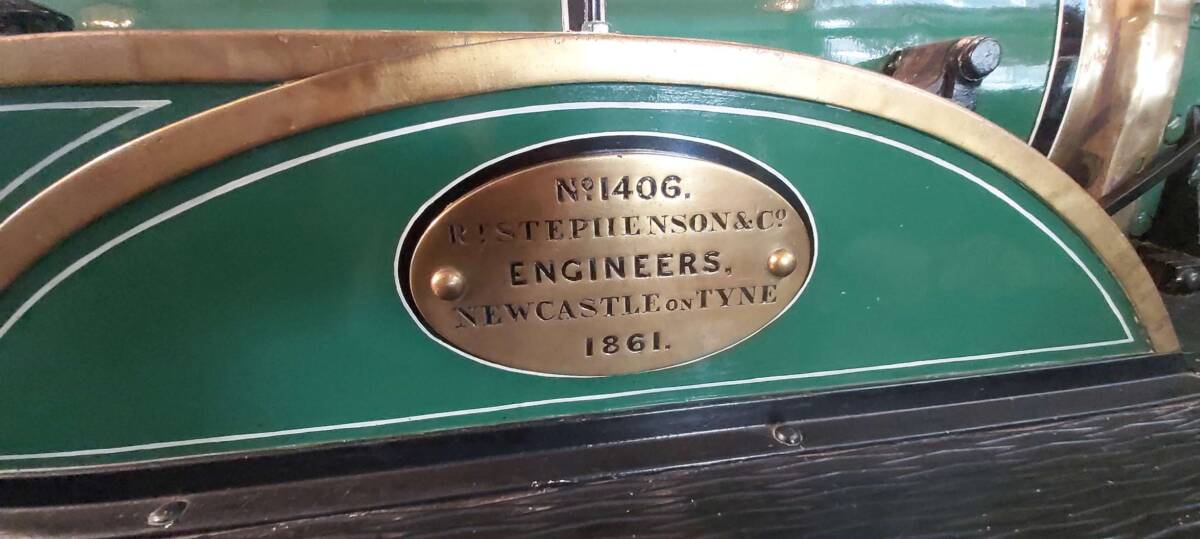 Nº 1406.
Rᵀ STEPHENSON & Cº
ENGINEERS,
NEWCASTLE ON TYNE
1861.